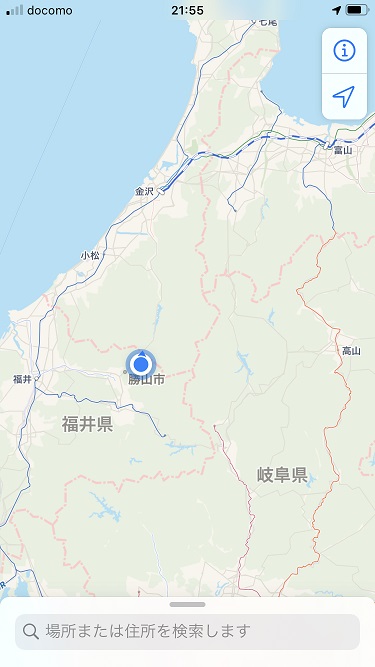 docomo
21:55
七尾
富山
金沢
小松
高山
福井
勝山市
福井県
岐阜県
場所または住所を検索します